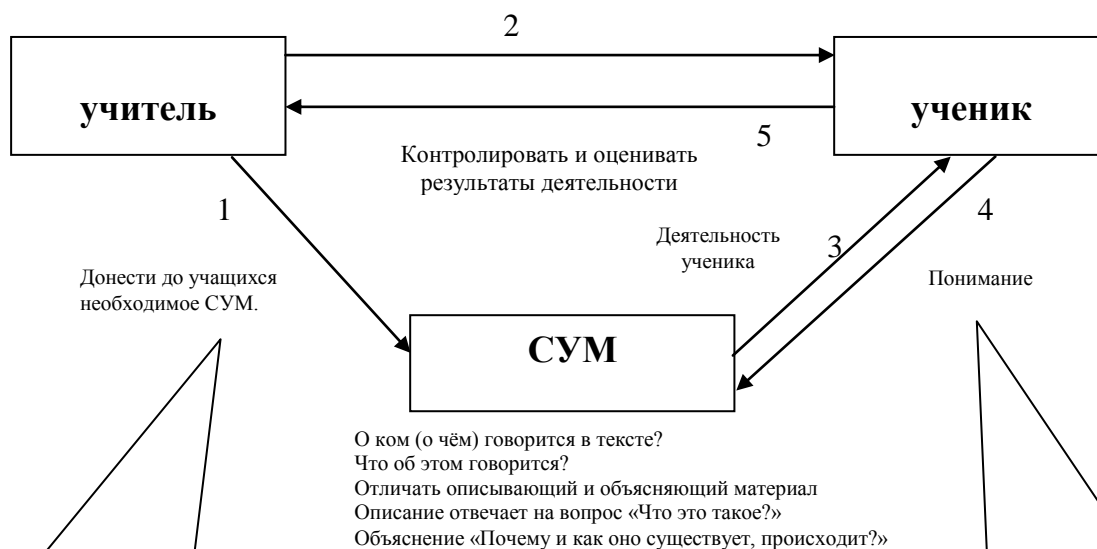 2
учитель
ученик
5
Контролировать и оценивать
результаты деятельности
1
4
Деятельность
ученика
3
Донести до учащихся
необходимое СУМ.
Понимание
СУМ
О ком (о чём) говорится в тексте?
Что об этом говорится?
Отличать описывающий и объясняющий материал
Описание отвечает на вопрос «Что это такое?»
Объяснение «Почему и как оно существует, происходит?»